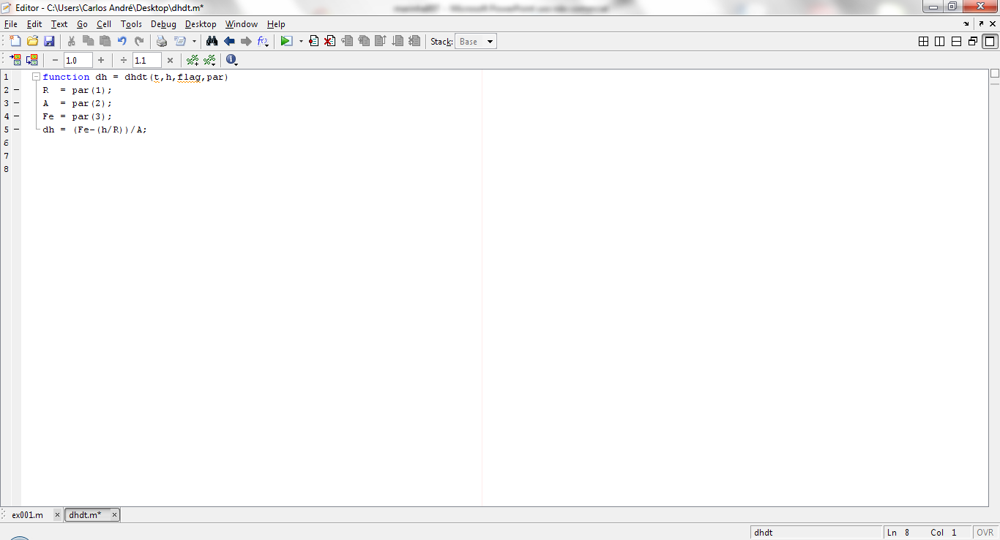 Editor - C:\Users\Carlos André\Desktop\dhdt.m*
File Edit Text Go Cell Tools Debug Desktop Window Help
Stack: Base
1.0 1.1
1 function dh = dhdt(t,h,flag,par)
2 R = par(1);
3 A = par(2);
4 Fe = par(3);
5 dh = (Fe-(h/R))/A;
6
7
8
ex001.m dhdt.m*
dhdt Ln 8 Col 1 OVR